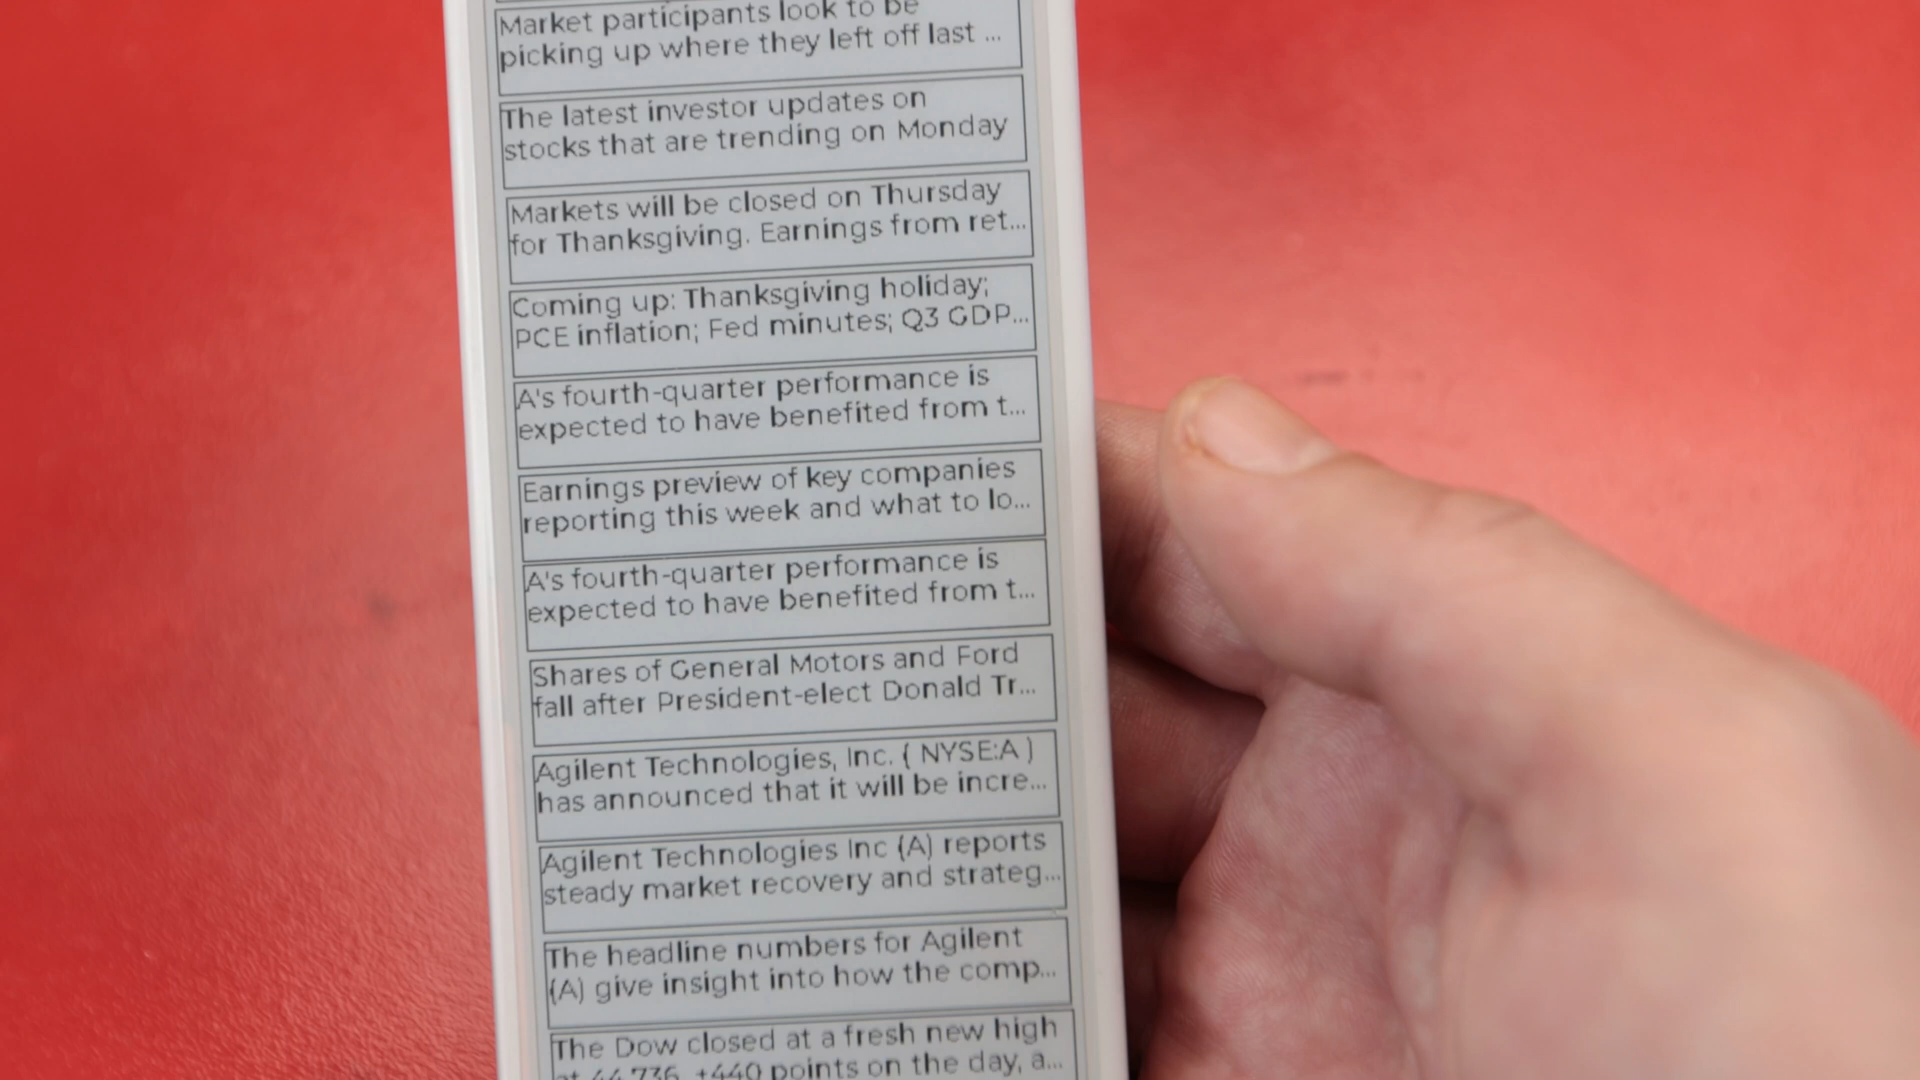 Market participants look to be
picking up where they left off last ...
The latest investor updates on
stocks that are trending on Monday
Markets will be closed on Thursday
for Thanksgiving. Earnings from ret...
Coming up: Thanksgiving holiday;
PCE inflation; Fed minutes; Q3 GDP...
A's fourth-quarter performance is
expected to have benefited from t...
Earnings preview of key companies
reporting this week and what to lo...
A's fourth-quarter performance is
expected to have benefited from t...
Shares of General Motors and Ford
fall after President-elect Donald Tr...
Agilent Technologies, Inc. ( NYSE:A )
has announced that it will be incre...
Agilent Technologies Inc (A) reports
steady market recovery and strateg...
The headline numbers for Agilent
(A) give insight into how the comp...
The Dow closed at a fresh new high
at 44,736, +440 points on the day, a...